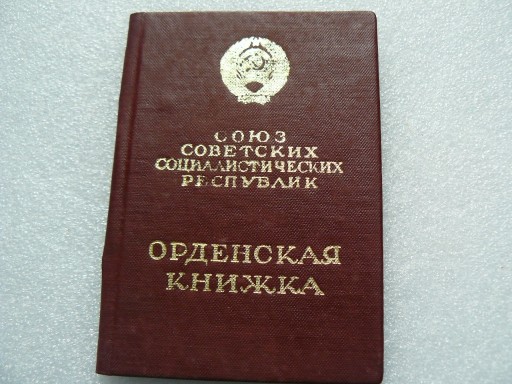 СОЮЗ
СОВЕТСКИХ
СОЦИАЛИСТИЧЕСКИХ
РЕСПУБЛИК
ОРДЕНСКАЯ
КНИЖКА